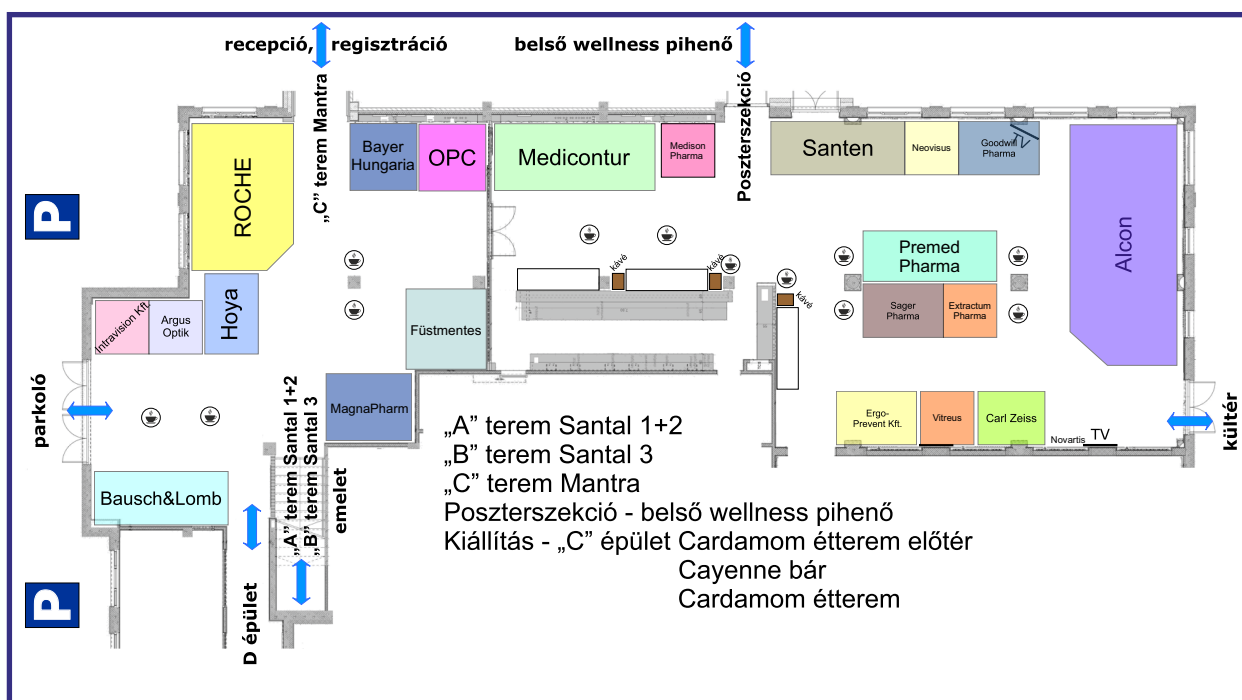 recepció, regisztráció
belső wellness pihenő
„C” terem Mantra
Poszterszekció
P
ROCHE
Bayer
Hungaria
OPC
Medicontur
Medison
Pharma
Santen
Neovisus
Goodwill
Pharma
TV
Alcon
Premed
Pharma
kávé
kávé
kávé
Sager
Pharma
Extractum
Pharma
Intravision Kft.
Argus
Optik
Hoya
Füstmentes
MagnaPharm
parkoló
„A” terem Santal 1+2
„B” terem Santal 3
emelet
Ergo-
Prevent Kft.
Vitreus
Carl Zeiss
Novartis
TV
kültér
Bausch&Lomb
„A” terem Santal 1+2
„B” terem Santal 3
„C” terem Mantra
Poszterszekció - belső wellness pihenő
Kiállítás - „C” épület Cardamom étterem előtér
Cayenne bár
Cardamom étterem
P
D épület